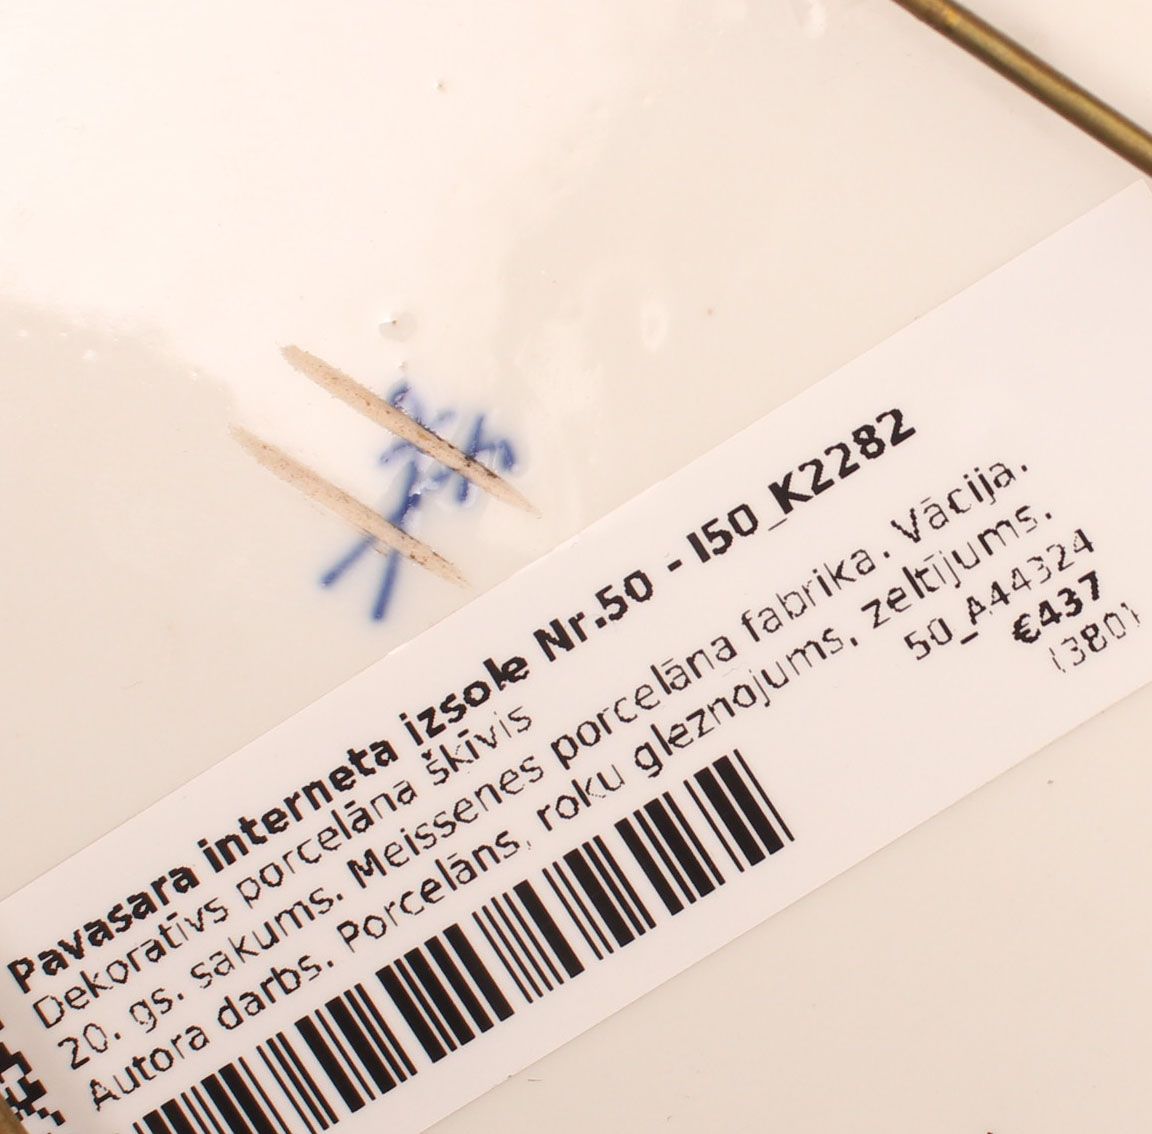 Pavasara interneta izsole Nr.50 - I50_K2282
Dekoratīvs porcelāna šķīvis
20. gs. sākums. Meissenes porcelāna fabrika. Vācija.
Autora darbs. Porcelāns, roku gleznojums, zeltījums.
50_A44324
€437
(380)